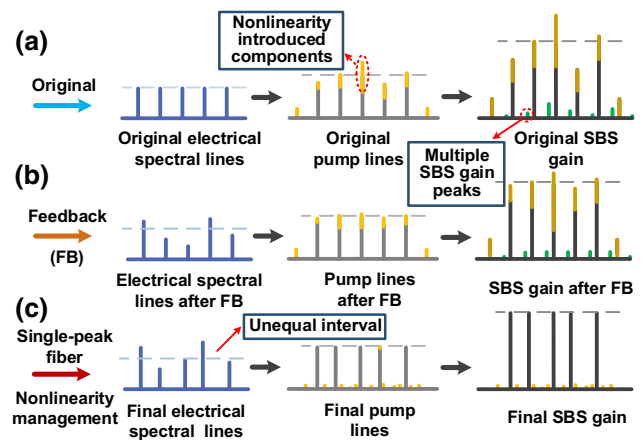 (a)
Nonlinearity
introduced
components
Original
Original electrical
spectral lines
Original
pump lines
Original SBS
gain
(b)
Multiple
SBS gain
peaks
Feedback
(FB)
Electrical spectral
lines after FB
Pump lines
after FB
SBS gain after FB
(c)
Single-peak
fiber
Nonlinearity
management
Unequal interval
Final electrical
spectral lines
Final pump
lines
Final SBS gain